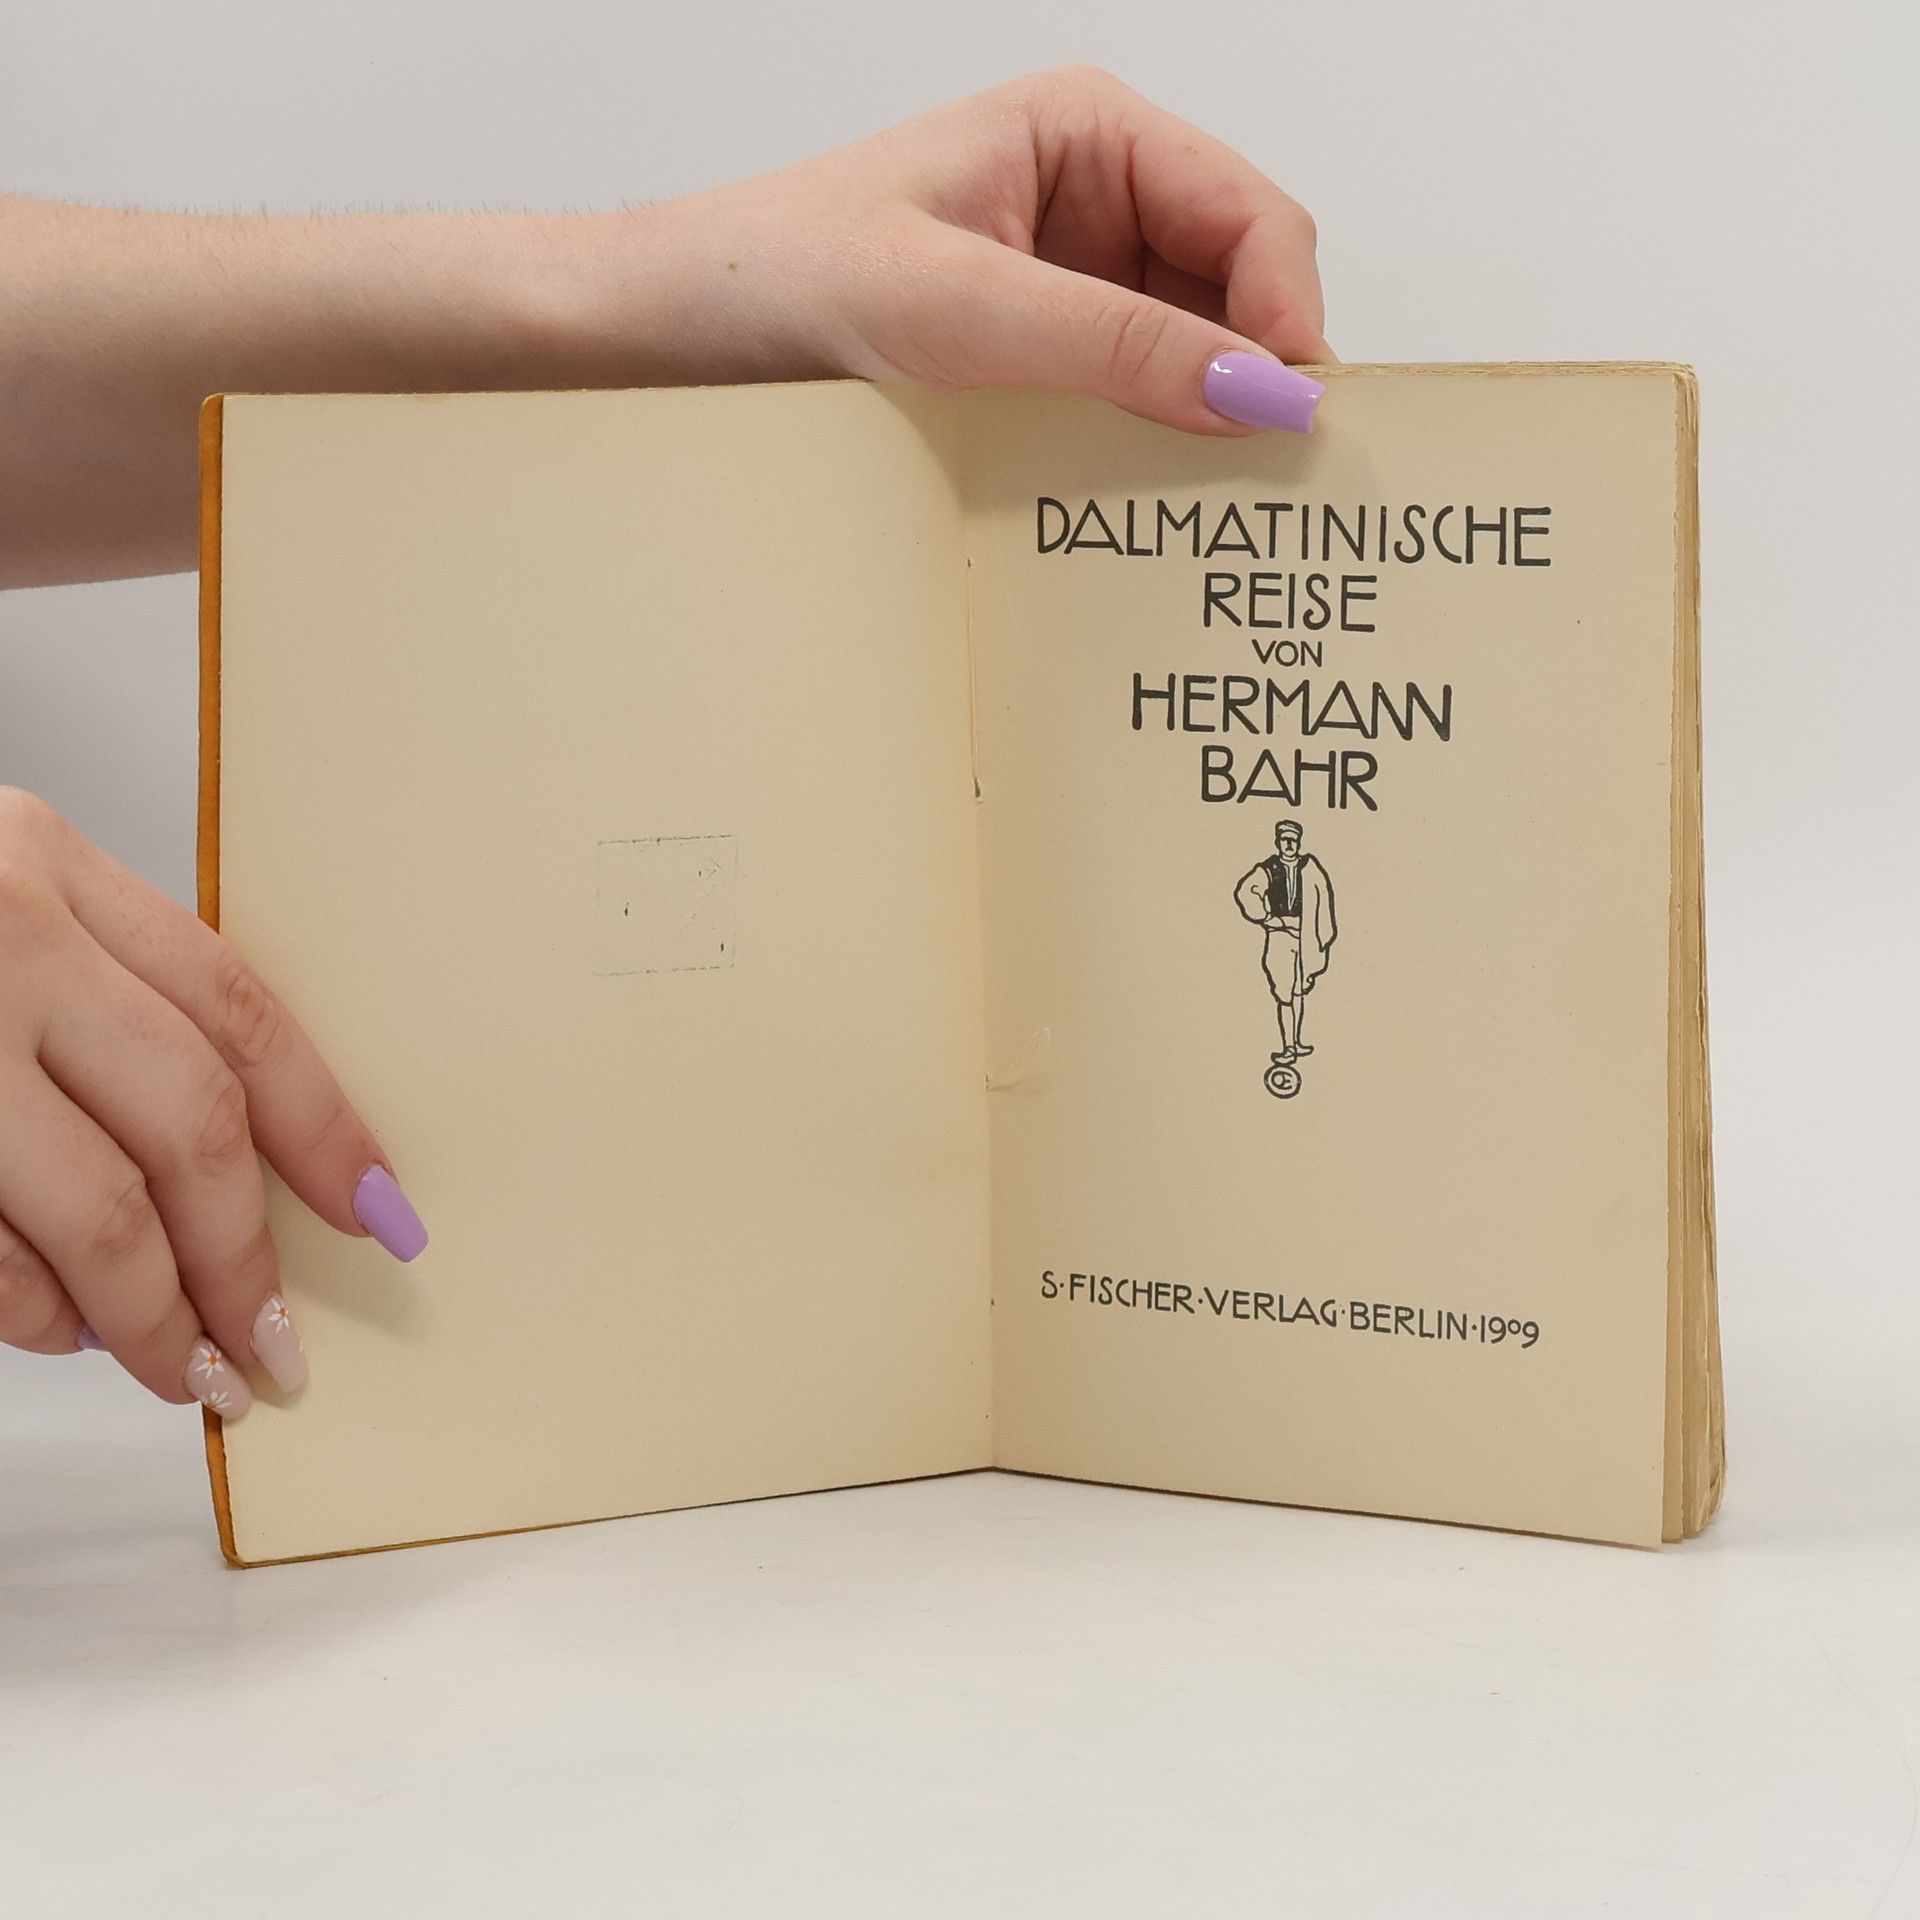 DALMATINISCHE
REISE
VON
HERMANN
BAHR
S·FISCHER·VERLAG·BERLIN·1909